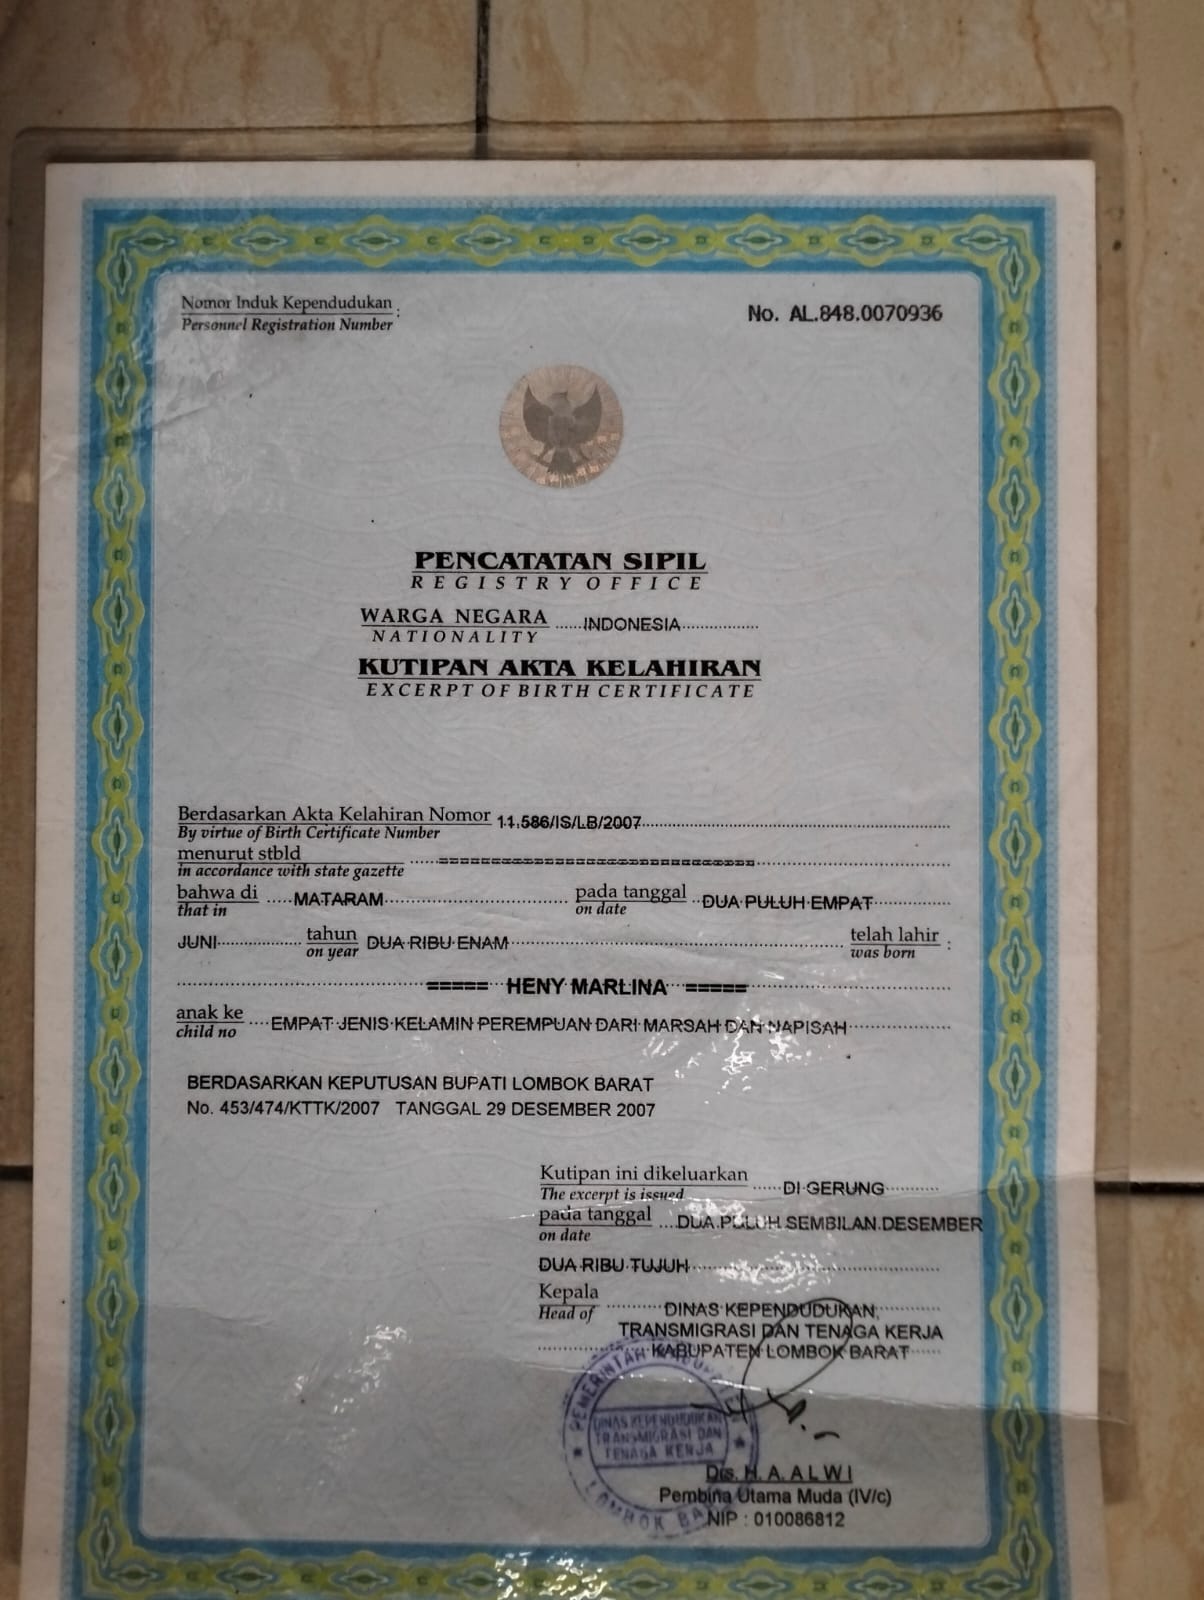 Nomor Induk Kependudukan :
Personnel Registration Number
No. AL.848.0070936
PENCATATAN SIPIL
REGISTRY OFFICE
WARGA NEGARA ......INDONESIA..................
NATIONALITY
KUTIPAN AKTA KELAHIRAN
EXCERPT OF BIRTH CERTIFICATE
Berdasarkan Akta Kelahiran Nomor 11.586/IS/LB/2007
By virtue of Birth Certificate Number
menurut stbld ==============================
in accordance with state gazette
bahwa di MATARAM pada tanggal DUA PULUH EMPAT
that in on date
JUNI tahun DUA RIBU ENAM telah lahir :
on year was born
===== HENY MARLINA =====
anak ke EMPAT JENIS KELAMIN PEREMPUAN DARI MARSAH DAN NAPISAH
child no
BERDASARKAN KEPUTUSAN BUPATI LOMBOK BARAT
No. 453/474/KTTK/2007 TANGGAL 29 DESEMBER 2007
Kutipan ini dikeluarkan DI GERUNG
The excerpt is issued
pada tanggal DUA PULUH SEMBILAN DESEMBER
on date
DUA RIBU TUJUH
Kepala DINAS KEPENDUDUKAN,
Head of
TRANSMIGRASI DAN TENAGA KERJA
KABUPATEN LOMBOK BARAT
PEMERINTAH KABUPATEN
DINAS KEPENDUDUKAN
TRANSMIGRASI DAN
TENAGA KERJA
LOMBOK BARAT
Drs. H. A. ALWI
Pembina Utama Muda (IV/c)
NIP : 010086812